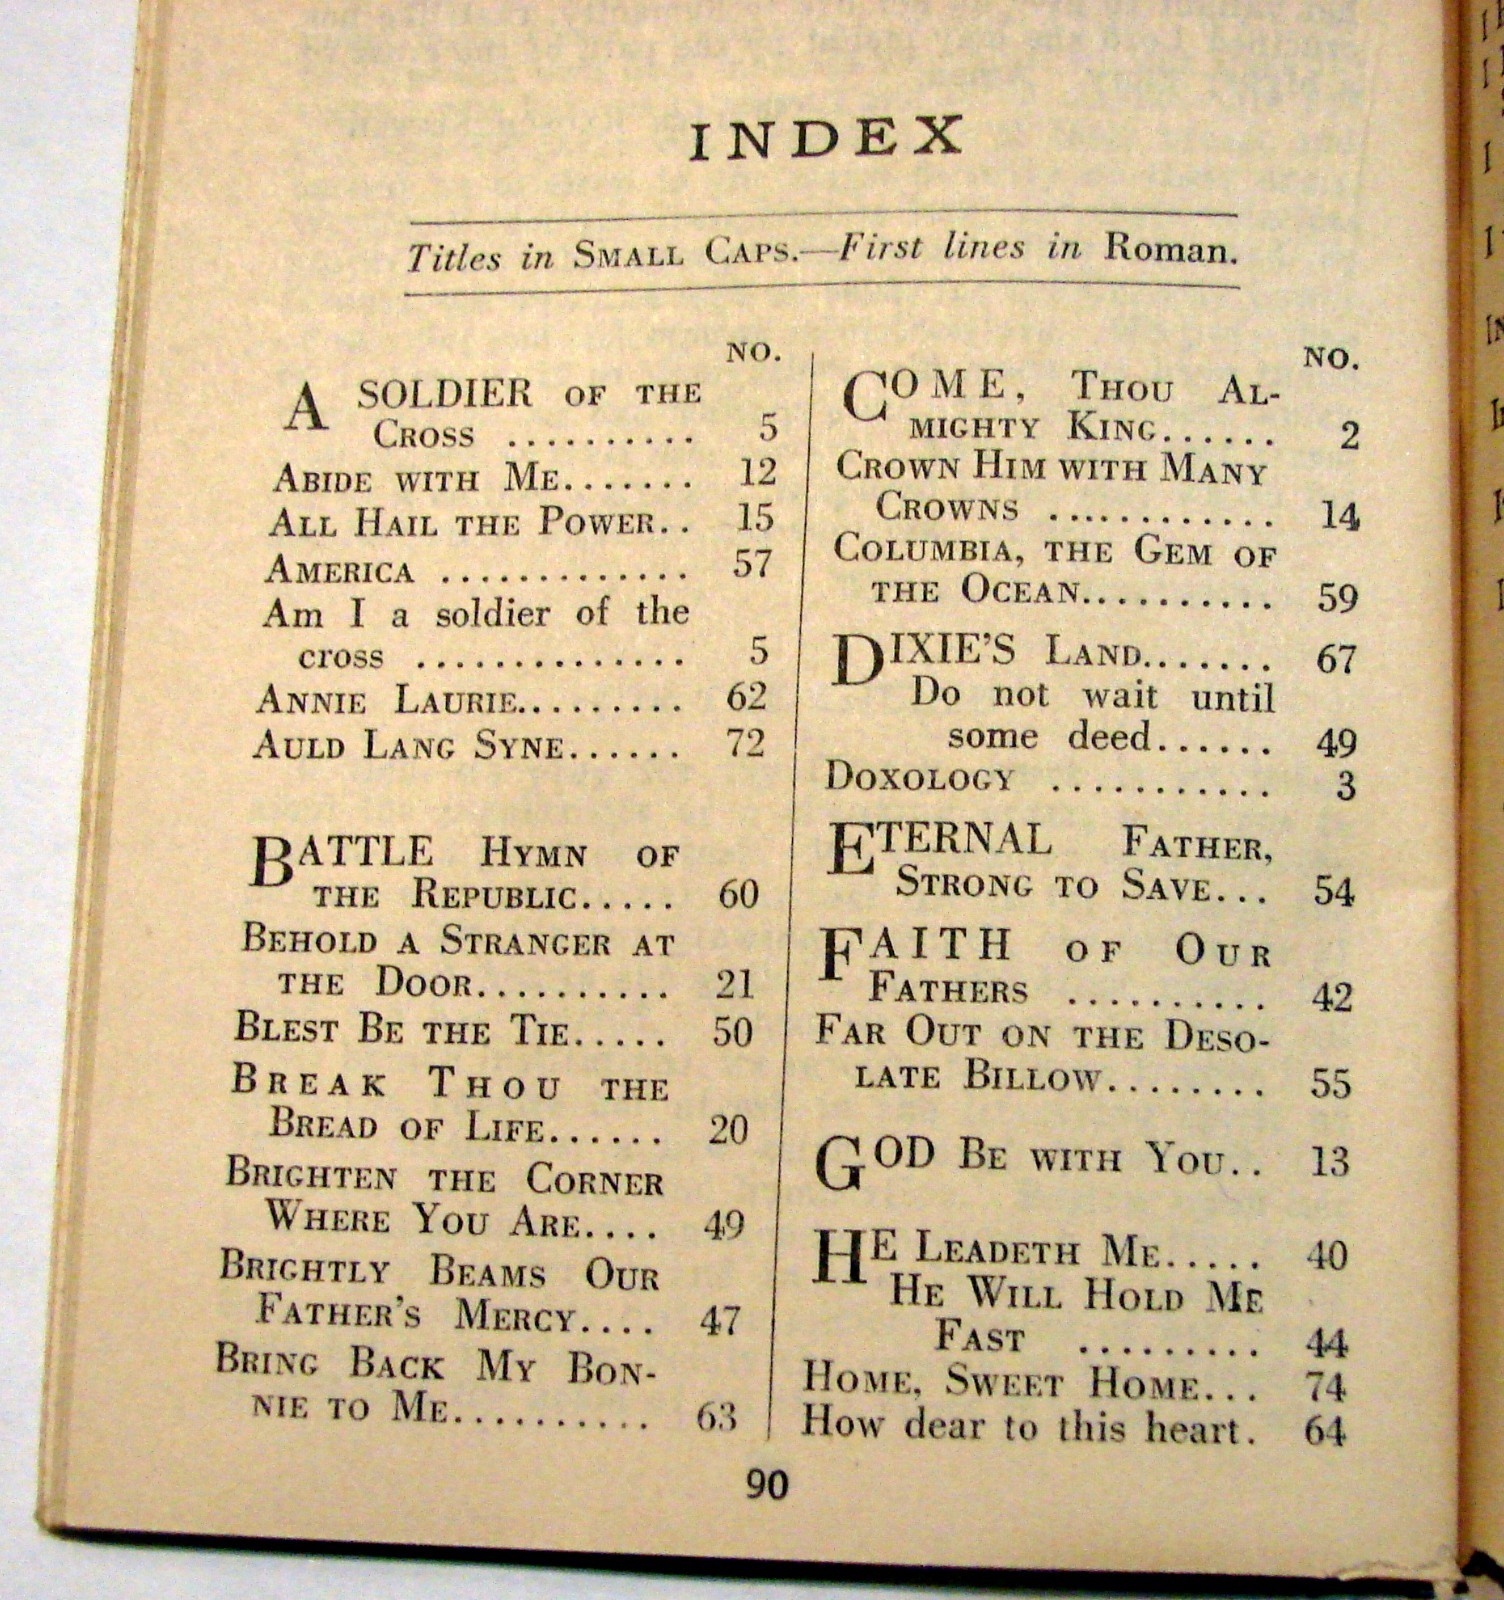 INDEX
Titles in SMALL CAPS.—First lines in Roman.
NO.
A SOLDIER OF THE
CROSS .......... 5
ABIDE WITH ME....... 12
ALL HAIL THE POWER.. 15
AMERICA ............. 57
Am I a soldier of the
cross .............. 5
ANNIE LAURIE......... 62
AULD LANG SYNE...... 72
BATTLE HYMN OF
THE REPUBLIC..... 60
BEHOLD A STRANGER AT
THE DOOR........... 21
BLEST BE THE TIE..... 50
BREAK THOU THE
BREAD OF LIFE...... 20
BRIGHTEN THE CORNER
WHERE YOU ARE.... 49
BRIGHTLY BEAMS OUR
FATHER'S MERCY.... 47
BRING BACK MY BON-
NIE TO ME.......... 63
NO.
COME, THOU AL-
MIGHTY KING...... 2
CROWN HIM WITH MANY
CROWNS ............ 14
COLUMBIA, THE GEM OF
THE OCEAN.......... 59
DIXIE'S LAND....... 67
Do not wait until
some deed...... 49
DOXOLOGY ........... 3
ETERNAL FATHER,
STRONG TO SAVE... 54
FAITH OF OUR
FATHERS .......... 42
FAR OUT ON THE DESO-
LATE BILLOW........ 55
GOD BE WITH YOU.. 13
HE LEADETH ME..... 40
HE WILL HOLD ME
FAST ......... 44
HOME, SWEET HOME... 74
How dear to this heart. 64
90